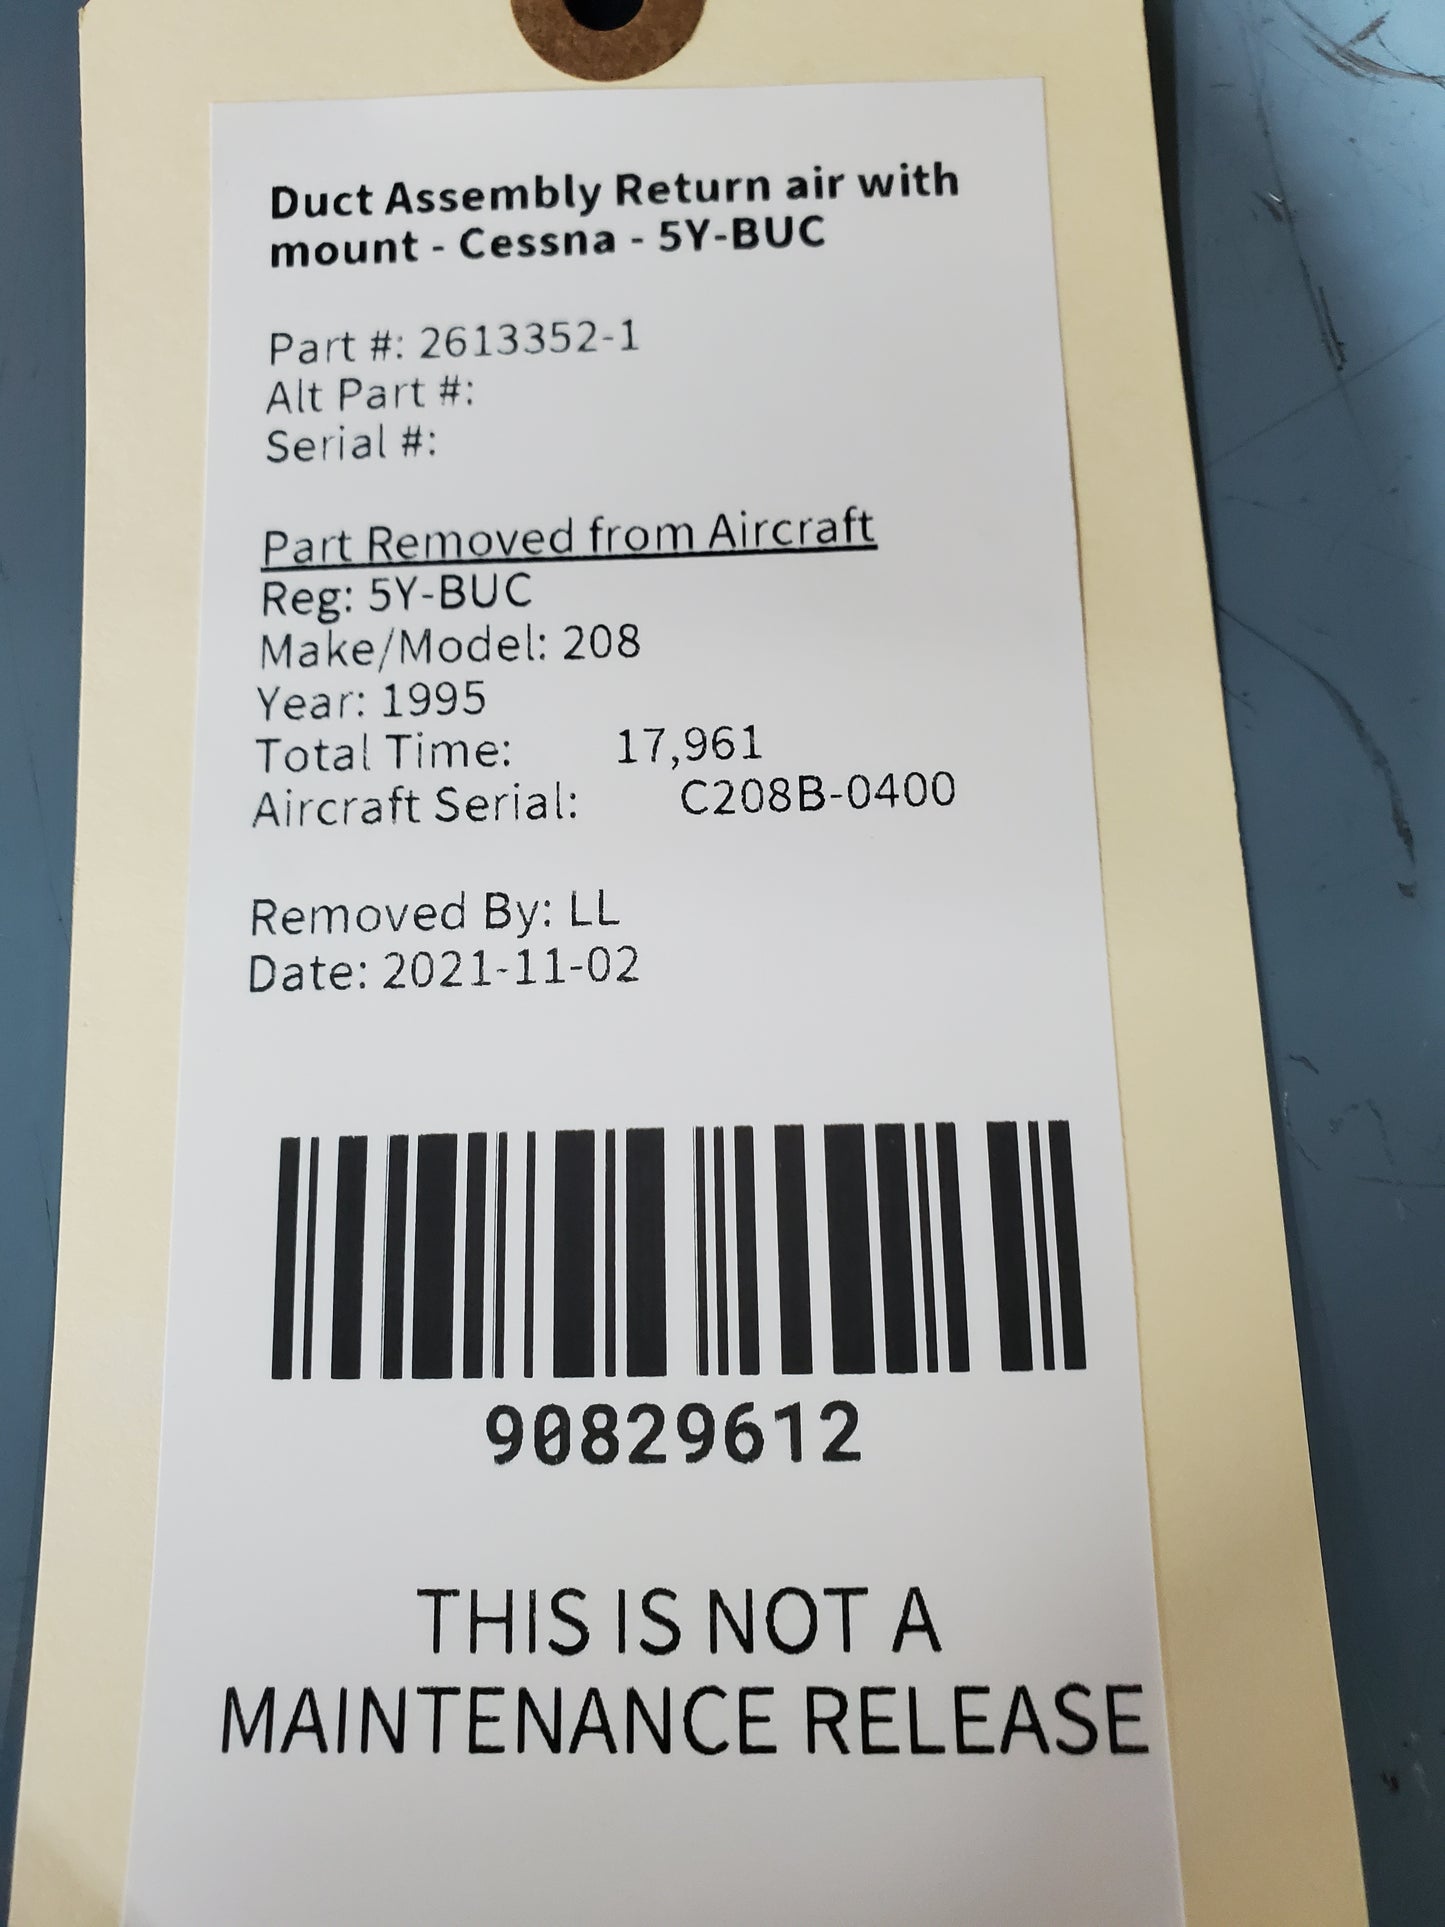 Duct Assembly Return air with
mount - Cessna - 5Y-BUC
Part #: 2613352-1
Alt Part #:
Serial #:
Part Removed from Aircraft
Reg: 5Y-BUC
Make/Model: 208
Year: 1995
Total Time: 17,961
Aircraft Serial: C208B-0400
Removed By: LL
Date: 2021-11-02
90829612
THIS IS NOT A
MAINTENANCE RELEASE